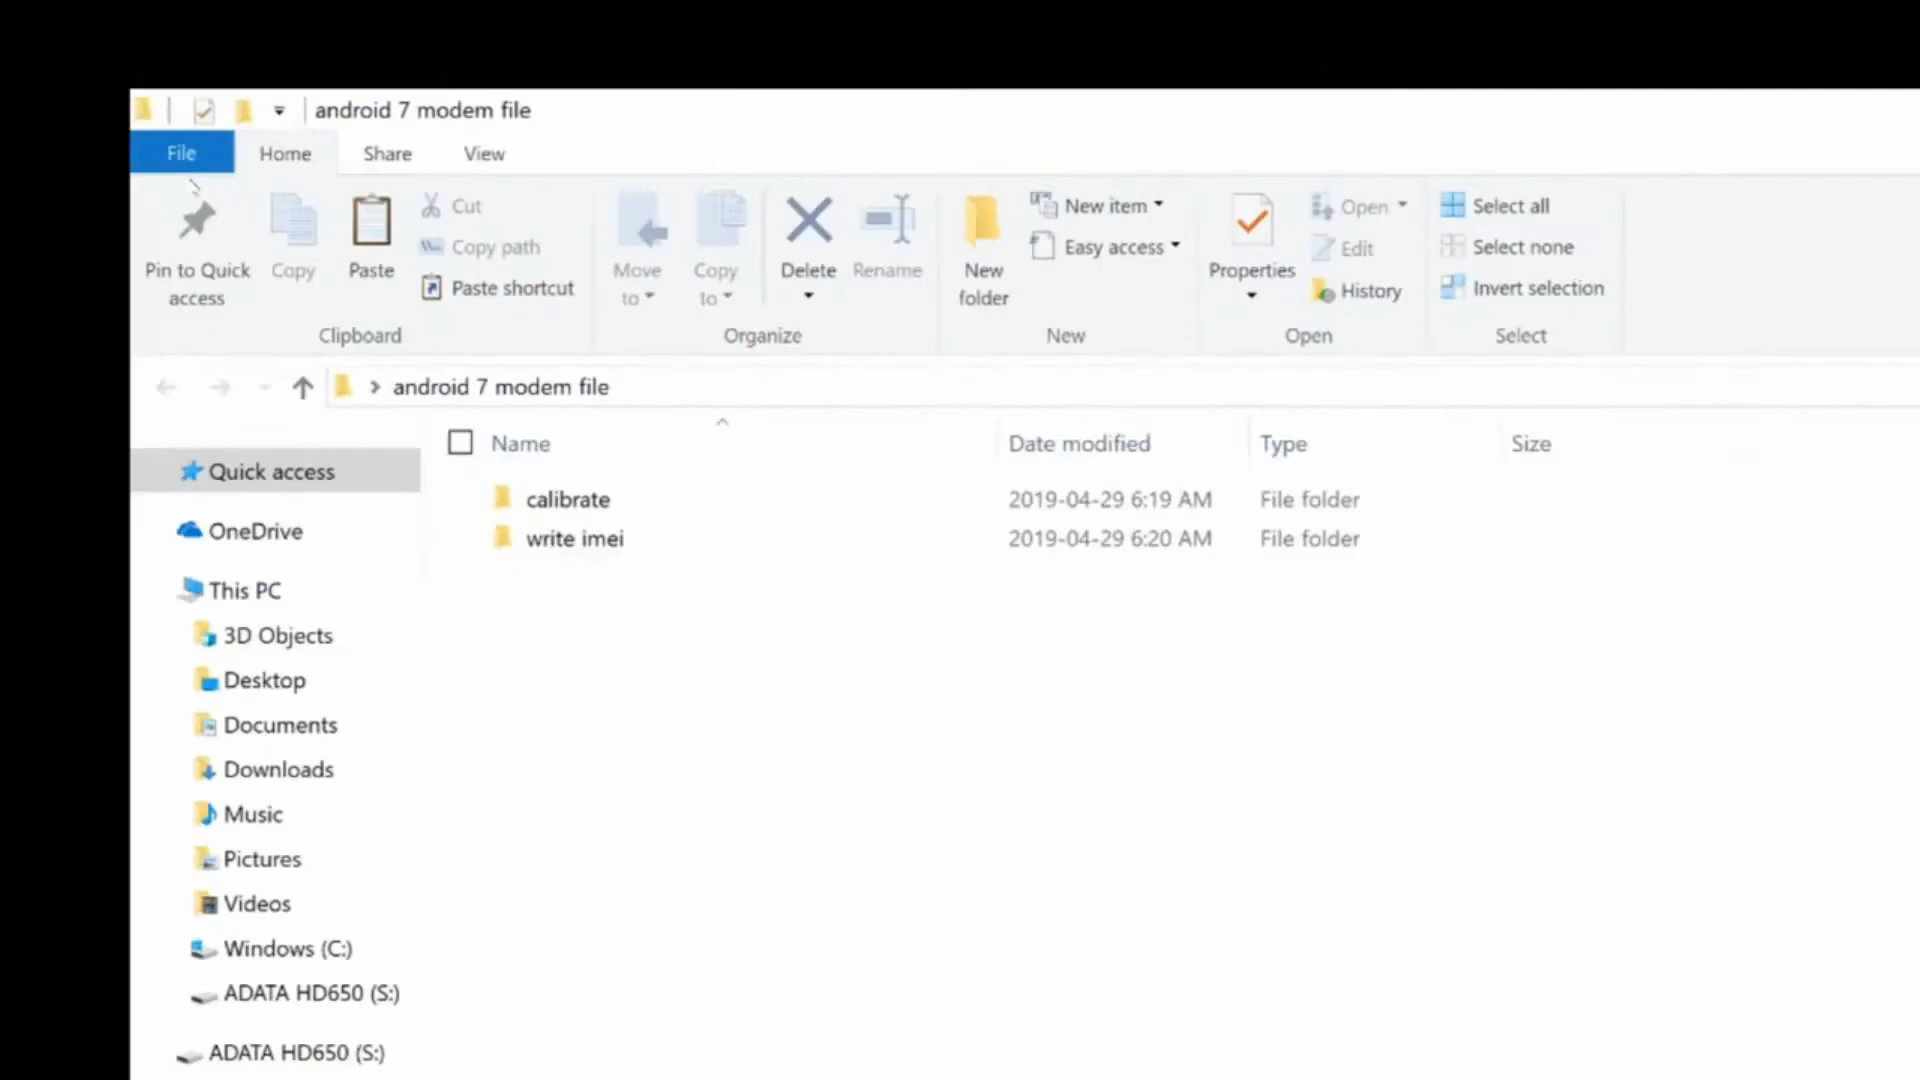 android 7 modem file
File Home Share View
Pin to Quick access
Copy
Paste
Cut
Copy path
Paste shortcut
Clipboard
Move to
Copy to
Delete
Rename
Organize
New folder
New item
Easy access
New
Properties
Open
Edit
History
Open
Select all
Select none
Invert selection
Select
android 7 modem file
Name Date modified Type Size
calibrate 2019-04-29 6:19 AM File folder
write imei 2019-04-29 6:20 AM File folder
Quick access
OneDrive
This PC
3D Objects
Desktop
Documents
Downloads
Music
Pictures
Videos
Windows (C:)
ADATA HD650 (S:)
ADATA HD650 (S:)